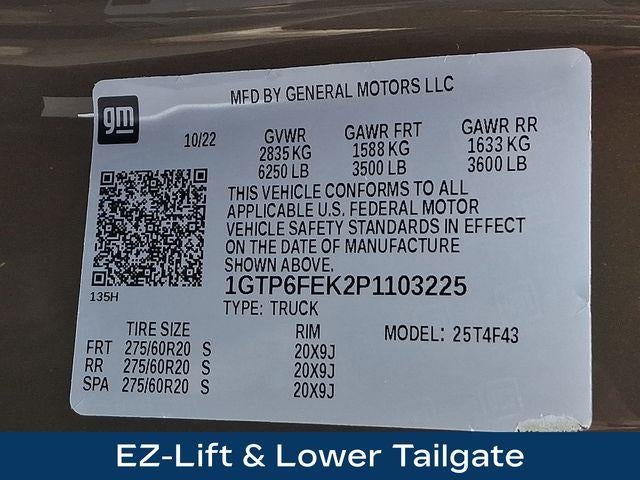 MFD BY GENERAL MOTORS LLC
gm
10/22
GVWR GAWR FRT GAWR RR
2835 KG 1588 KG 1633 KG
6250 LB 3500 LB 3600 LB
THIS VEHICLE CONFORMS TO ALL
APPLICABLE U.S. FEDERAL MOTOR
VEHICLE SAFETY STANDARDS IN EFFECT
ON THE DATE OF MANUFACTURE
SHOWN ABOVE.
135H
1GTP6FEK2P1103225
TYPE: TRUCK
TIRE SIZE RIM MODEL: 25T4F43
FRT 275/60R20 S 20X9J
RR 275/60R20 S 20X9J
SPA 275/60R20 S 20X9J
EZ-Lift & Lower Tailgate